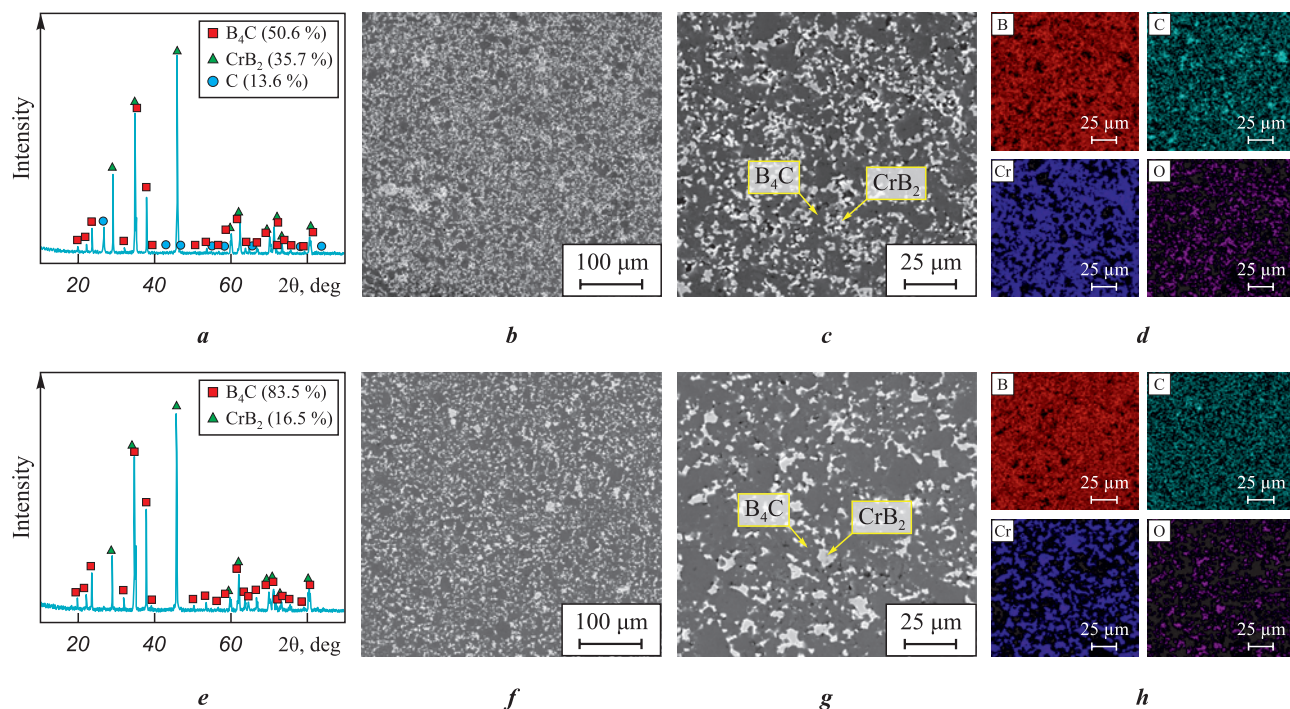 Intensity
B₄C (50.6 %)
CrB₂ (35.7 %)
C (13.6 %)
20 40 60 2θ, deg
100 μm
B₄C
CrB₂
25 μm
B
25 μm
C
25 μm
Cr
25 μm
O
25 μm
a b c d
Intensity
B₄C (83.5 %)
CrB₂ (16.5 %)
20 40 60 2θ, deg
100 μm
B₄C
CrB₂
25 μm
B
25 μm
C
25 μm
Cr
25 μm
O
25 μm
e f g h